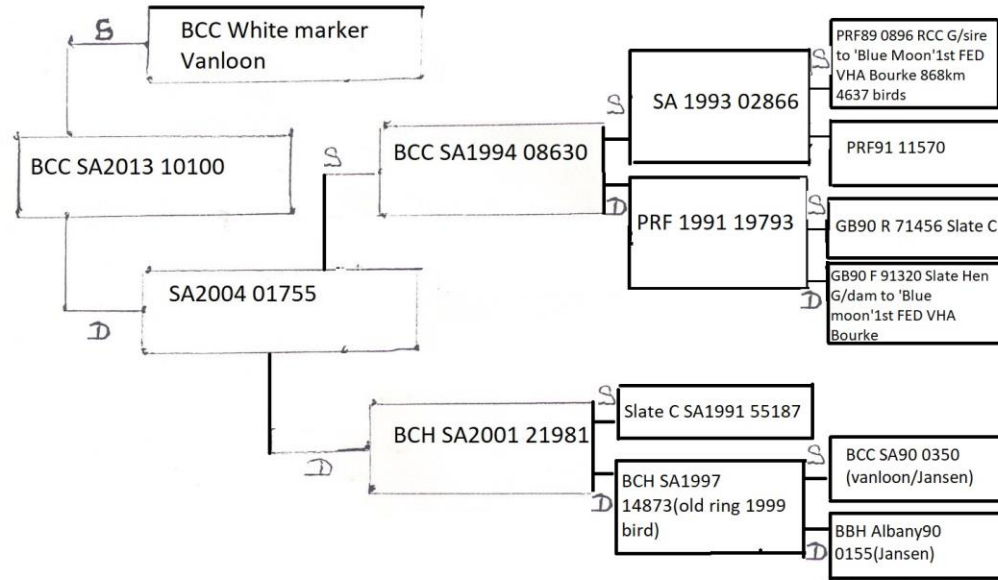 S
BCC White marker
Vanloon
BCC SA2013 10100
D
SA2004 01755
S
BCC SA1994 08630
S
SA 1993 02866
S
PRF89 0896 RCC G/sire
to 'Blue Moon'1st FED
VHA Bourke 868km
4637 birds
PRF91 11570
D
PRF 1991 19793
S
GB90 R 71456 Slate C
D
GB90 F 91320 Slate Hen
G/dam to 'Blue
moon'1st FED VHA
Bourke
D
BCH SA2001 21981
S
Slate C SA1991 55187
D
BCH SA1997
14873(old ring 1999
bird)
S
BCC SA90 0350
(vanloon/Jansen)
D
BBH Albany90
0155(Jansen)